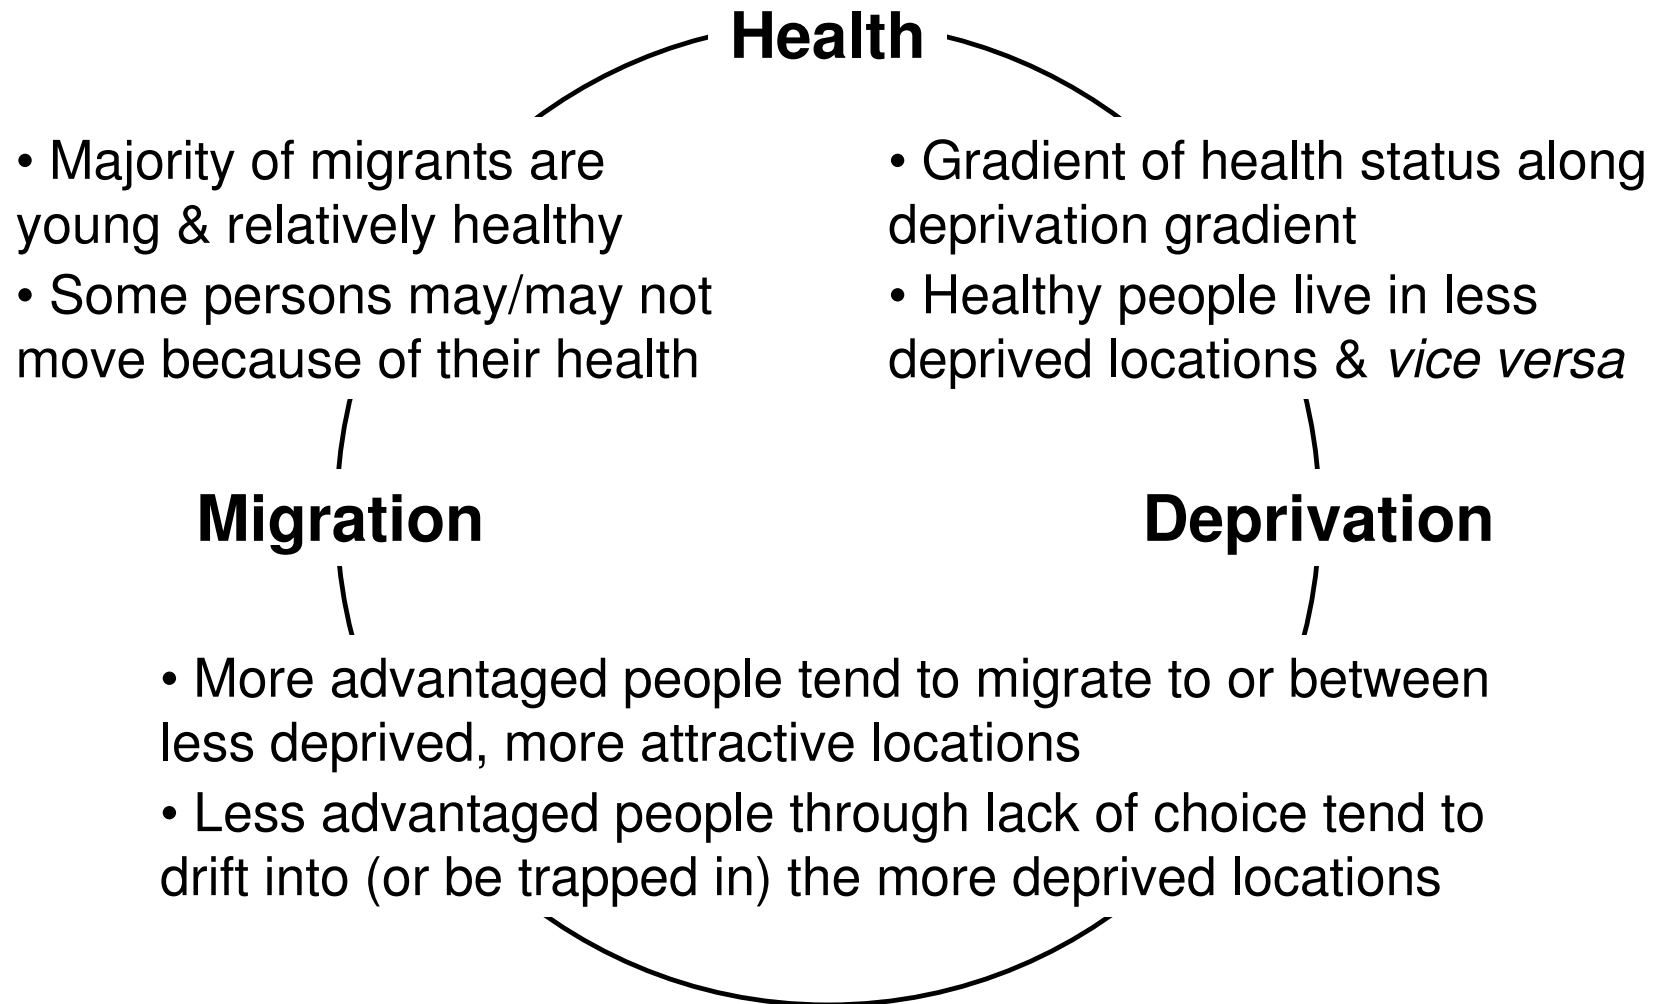 Health
• Majority of migrants are
young & relatively healthy
• Some persons may/may not
move because of their health
• Gradient of health status along
deprivation gradient
• Healthy people live in less
deprived locations & vice versa
Migration
Deprivation
• More advantaged people tend to migrate to or between
less deprived, more attractive locations
• Less advantaged people through lack of choice tend to
drift into (or be trapped in) the more deprived locations